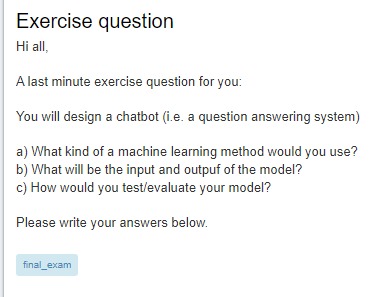 Exercise question
Hi all,
A last minute exercise question for you:
You will design a chatbot (i.e. a question answering system)
a) What kind of a machine learning method would you use?
b) What will be the input and outpuf of the model?
c) How would you test/evaluate your model?
Please write your answers below.
final_exam